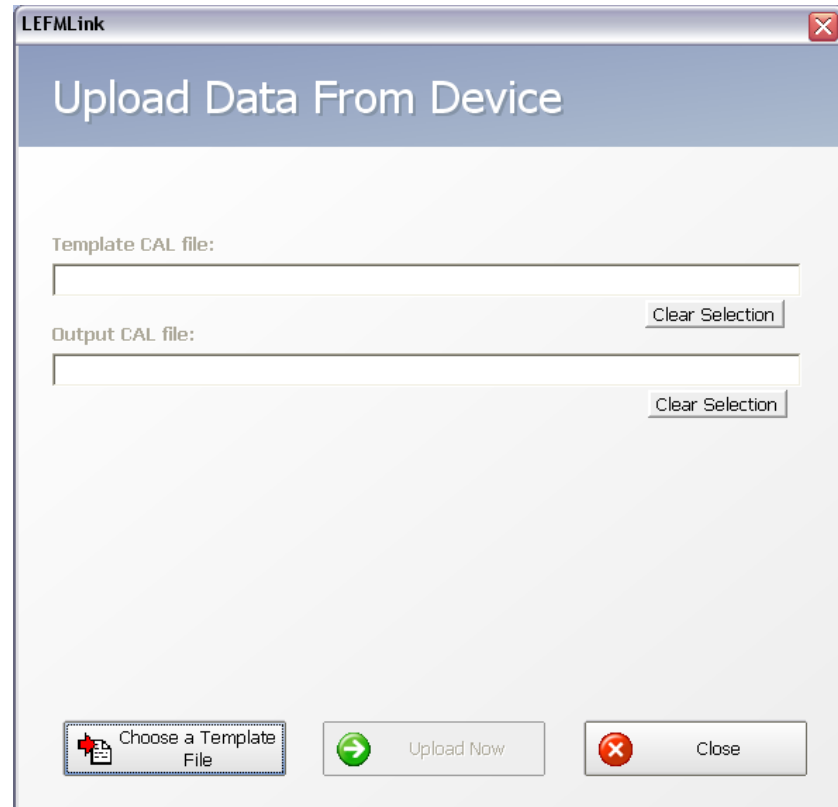 LEFMLink
Upload Data From Device
Template CAL file:
Clear Selection
Output CAL file:
Clear Selection
Choose a Template
File
Upload Now
Close